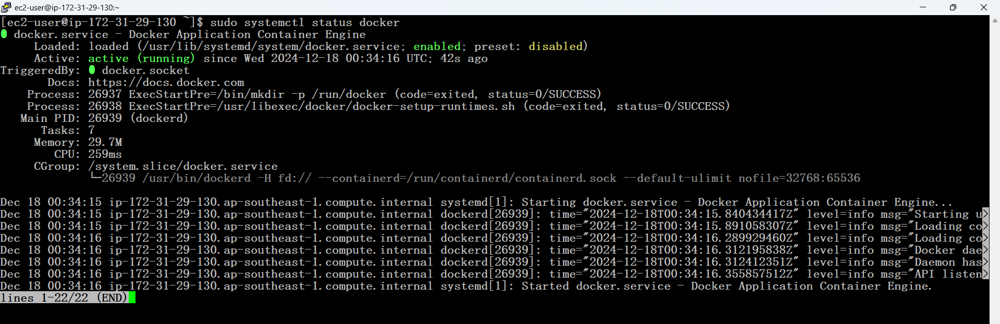 ec2-user@ip-172-31-29-130:~
[ec2-user@ip-172-31-29-130 ~]$ sudo systemctl status docker
● docker.service - Docker Application Container Engine
     Loaded: loaded (/usr/lib/systemd/system/docker.service; enabled; preset: disabled)
     Active: active (running) since Wed 2024-12-18 00:34:16 UTC; 42s ago
TriggeredBy: ● docker.socket
       Docs: https://docs.docker.com
    Process: 26937 ExecStartPre=/bin/mkdir -p /run/docker (code=exited, status=0/SUCCESS)
    Process: 26938 ExecStartPre=/usr/libexec/docker/docker-setup-runtimes.sh (code=exited, status=0/SUCCESS)
   Main PID: 26939 (dockerd)
      Tasks: 7
     Memory: 29.7M
        CPU: 259ms
     CGroup: /system.slice/docker.service
             └─26939 /usr/bin/dockerd -H fd:// --containerd=/run/containerd/containerd.sock --default-ulimit nofile=32768:65536

Dec 18 00:34:15 ip-172-31-29-130.ap-southeast-1.compute.internal systemd[1]: Starting docker.service - Docker Application Container Engine...
Dec 18 00:34:15 ip-172-31-29-130.ap-southeast-1.compute.internal dockerd[26939]: time="2024-12-18T00:34:15.840434417Z" level=info msg="Starting u>
Dec 18 00:34:15 ip-172-31-29-130.ap-southeast-1.compute.internal dockerd[26939]: time="2024-12-18T00:34:15.891058307Z" level=info msg="Loading co>
Dec 18 00:34:16 ip-172-31-29-130.ap-southeast-1.compute.internal dockerd[26939]: time="2024-12-18T00:34:16.289929460Z" level=info msg="Loading co>
Dec 18 00:34:16 ip-172-31-29-130.ap-southeast-1.compute.internal dockerd[26939]: time="2024-12-18T00:34:16.312195838Z" level=info msg="Docker dae>
Dec 18 00:34:16 ip-172-31-29-130.ap-southeast-1.compute.internal dockerd[26939]: time="2024-12-18T00:34:16.312412351Z" level=info msg="Daemon has>
Dec 18 00:34:16 ip-172-31-29-130.ap-southeast-1.compute.internal dockerd[26939]: time="2024-12-18T00:34:16.355857512Z" level=info msg="API listen>
Dec 18 00:34:16 ip-172-31-29-130.ap-southeast-1.compute.internal systemd[1]: Started docker.service - Docker Application Container Engine.
lines 1-22/22 (END)